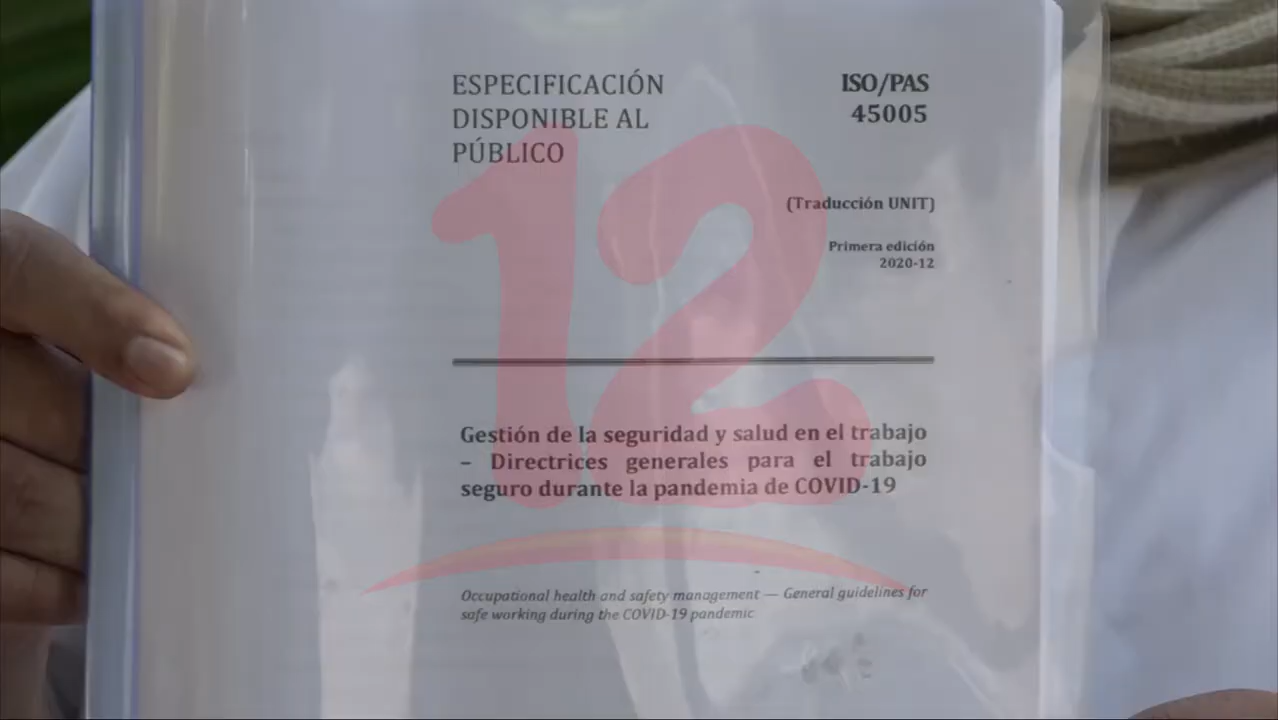 ESPECIFICACIÓN
DISPONIBLE AL
PÚBLICO
ISO/PAS
45005
(Traducción UNIT)
Primera edición
2020-12
12
Gestión de la seguridad y salud en el trabajo
– Directrices generales para el trabajo
seguro durante la pandemia de COVID-19
Occupational health and safety management — General guidelines for
safe working during the COVID-19 pandemic